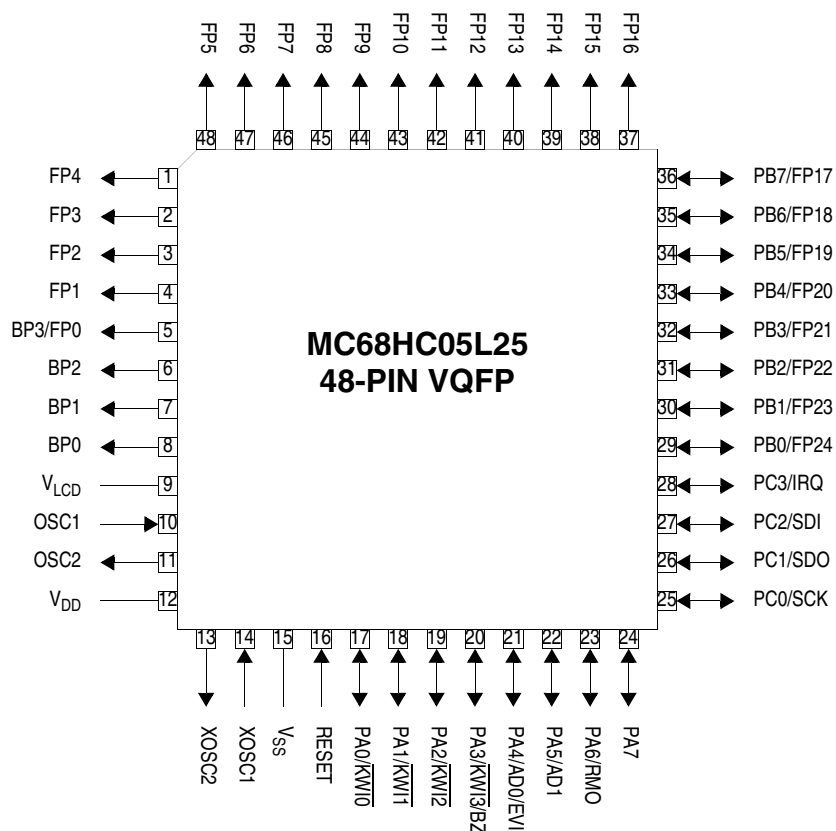 FP5
FP6
FP7
FP8
FP9
FP10
FP11
FP12
FP13
FP14
FP15
FP16
48
47
46
45
44
43
42
41
40
39
38
37
FP4 1
FP3 2
FP2 3
FP1 4
BP3/FP0 5
BP2 6
BP1 7
BP0 8
VLCD 9
OSC1 10
OSC2 11
VDD 12
MC68HC05L25
48-PIN VQFP
36 PB7/FP17
35 PB6/FP18
34 PB5/FP19
33 PB4/FP20
32 PB3/FP21
31 PB2/FP22
30 PB1/FP23
29 PB0/FP24
28 PC3/IRQ
27 PC2/SDI
26 PC1/SDO
25 PC0/SCK
13
14
15
16
17
18
19
20
21
22
23
24
XOSC2
XOSC1
VSS
RESET
PA0/KWI0
PA1/KWI1
PA2/KWI2
PA3/KWI3/BZ
PA4/AD0/EVI
PA5/AD1
PA6/RMO
PA7